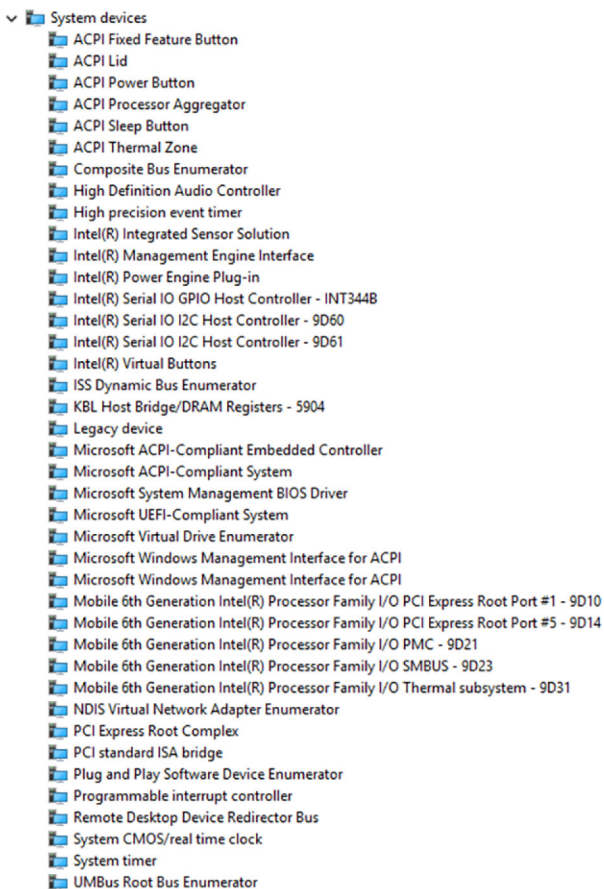 System devices
ACPI Fixed Feature Button
ACPI Lid
ACPI Power Button
ACPI Processor Aggregator
ACPI Sleep Button
ACPI Thermal Zone
Composite Bus Enumerator
High Definition Audio Controller
High precision event timer
Intel(R) Integrated Sensor Solution
Intel(R) Management Engine Interface
Intel(R) Power Engine Plug-in
Intel(R) Serial IO GPIO Host Controller - INT344B
Intel(R) Serial IO I2C Host Controller - 9D60
Intel(R) Serial IO I2C Host Controller - 9D61
Intel(R) Virtual Buttons
ISS Dynamic Bus Enumerator
KBL Host Bridge/DRAM Registers - 5904
Legacy device
Microsoft ACPI-Compliant Embedded Controller
Microsoft ACPI-Compliant System
Microsoft System Management BIOS Driver
Microsoft UEFI-Compliant System
Microsoft Virtual Drive Enumerator
Microsoft Windows Management Interface for ACPI
Microsoft Windows Management Interface for ACPI
Mobile 6th Generation Intel(R) Processor Family I/O PCI Express Root Port #1 - 9D10
Mobile 6th Generation Intel(R) Processor Family I/O PCI Express Root Port #5 - 9D14
Mobile 6th Generation Intel(R) Processor Family I/O PMC - 9D21
Mobile 6th Generation Intel(R) Processor Family I/O SMBUS - 9D23
Mobile 6th Generation Intel(R) Processor Family I/O Thermal subsystem - 9D31
NDIS Virtual Network Adapter Enumerator
PCI Express Root Complex
PCI standard ISA bridge
Plug and Play Software Device Enumerator
Programmable interrupt controller
Remote Desktop Device Redirector Bus
System CMOS/real time clock
System timer
UMBus Root Bus Enumerator